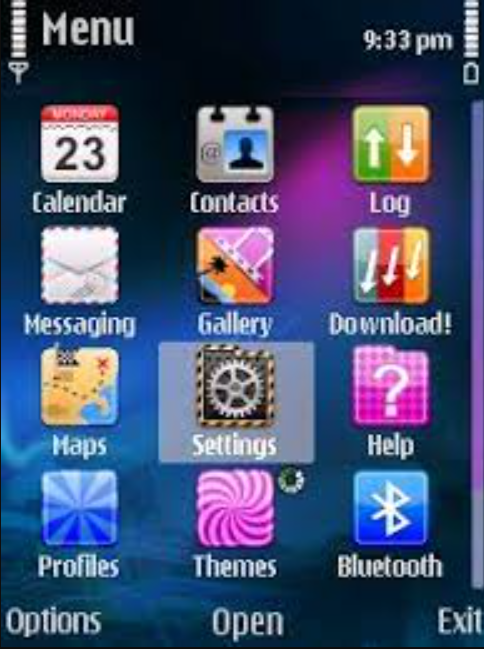 Menu
9:33 pm
MONDAY
23
@
Calendar
Contacts
Log
Messaging
Gallery
Download!
?
Maps
Settings
Help
Profiles
Themes
Bluetooth
Options
Open
Exit